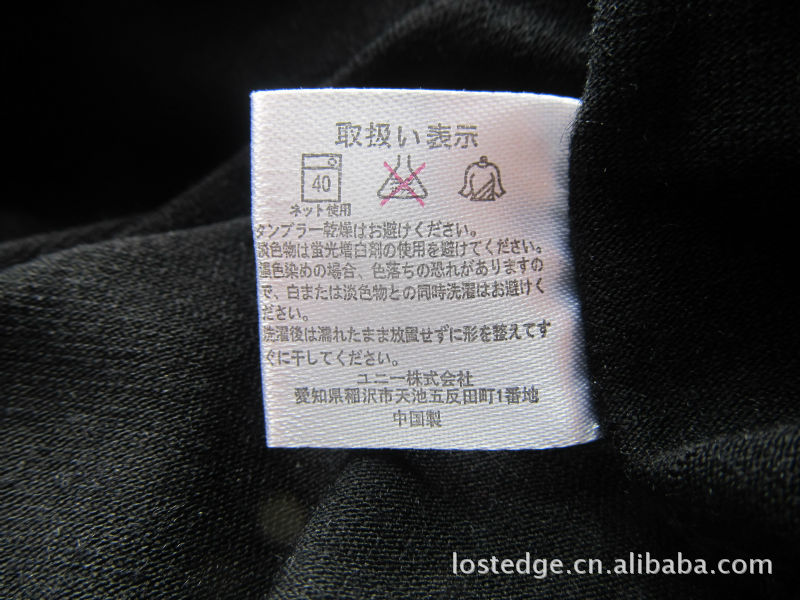 取扱い表示
40
ネット使用
タンブラー乾燥はお避けください。
淡色物は蛍光増白剤の使用を避けてください。
濃色染めの場合、色落ちの恐れがありますの
で、白または淡色物との同時洗濯はお避けく
ださい。
洗濯後は濡れたまま放置せずに形を整えてす
ぐに干してください。
ユニー株式会社
愛知県稲沢市天池五反田町1番地
中国製
lostedge.cn.alibaba.com